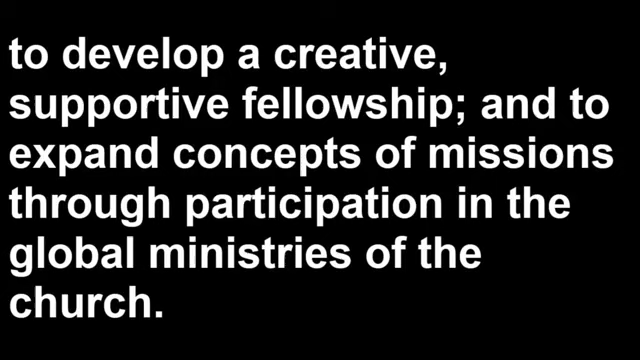 to develop a creative,
supportive fellowship; and to
expand concepts of missions
through participation in the
global ministries of the
church.